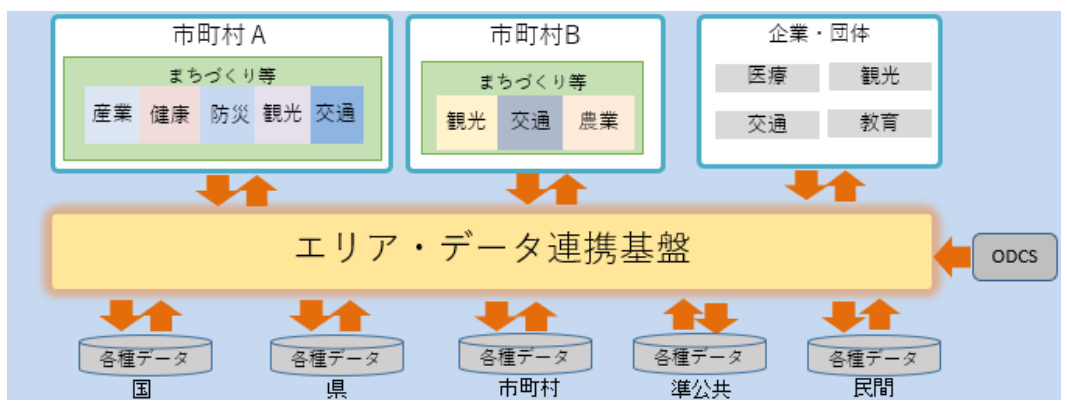 市町村A
まちづくり等
産業 健康 防災 観光 交通
市町村B
まちづくり等
観光 交通 農業
企業・団体
医療 観光
交通 教育
エリア・データ連携基盤
ODCS
各種データ 各種データ 各種データ 各種データ 各種データ
国 県 市町村 準公共 民間